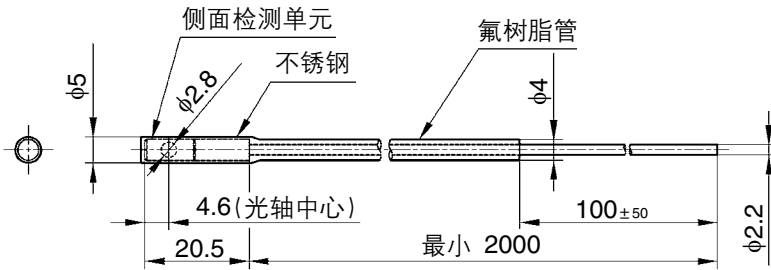 侧面检测单元
氟树脂管
不锈钢
φ5
φ2.8
φ4
4.6(光轴中心)
100±50
20.5
最小 2000
φ2.2